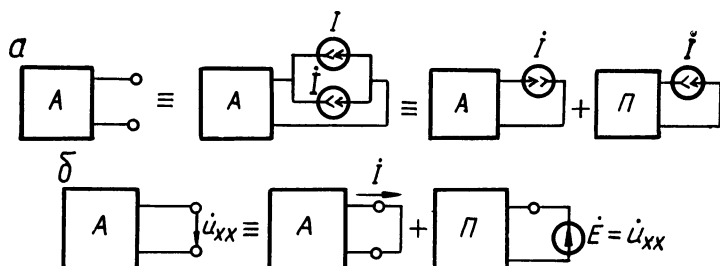 а
A ≡ A I İ ≡ A İ + П İ
б
A u̇xx ≡ A İ + П Ė = u̇xx